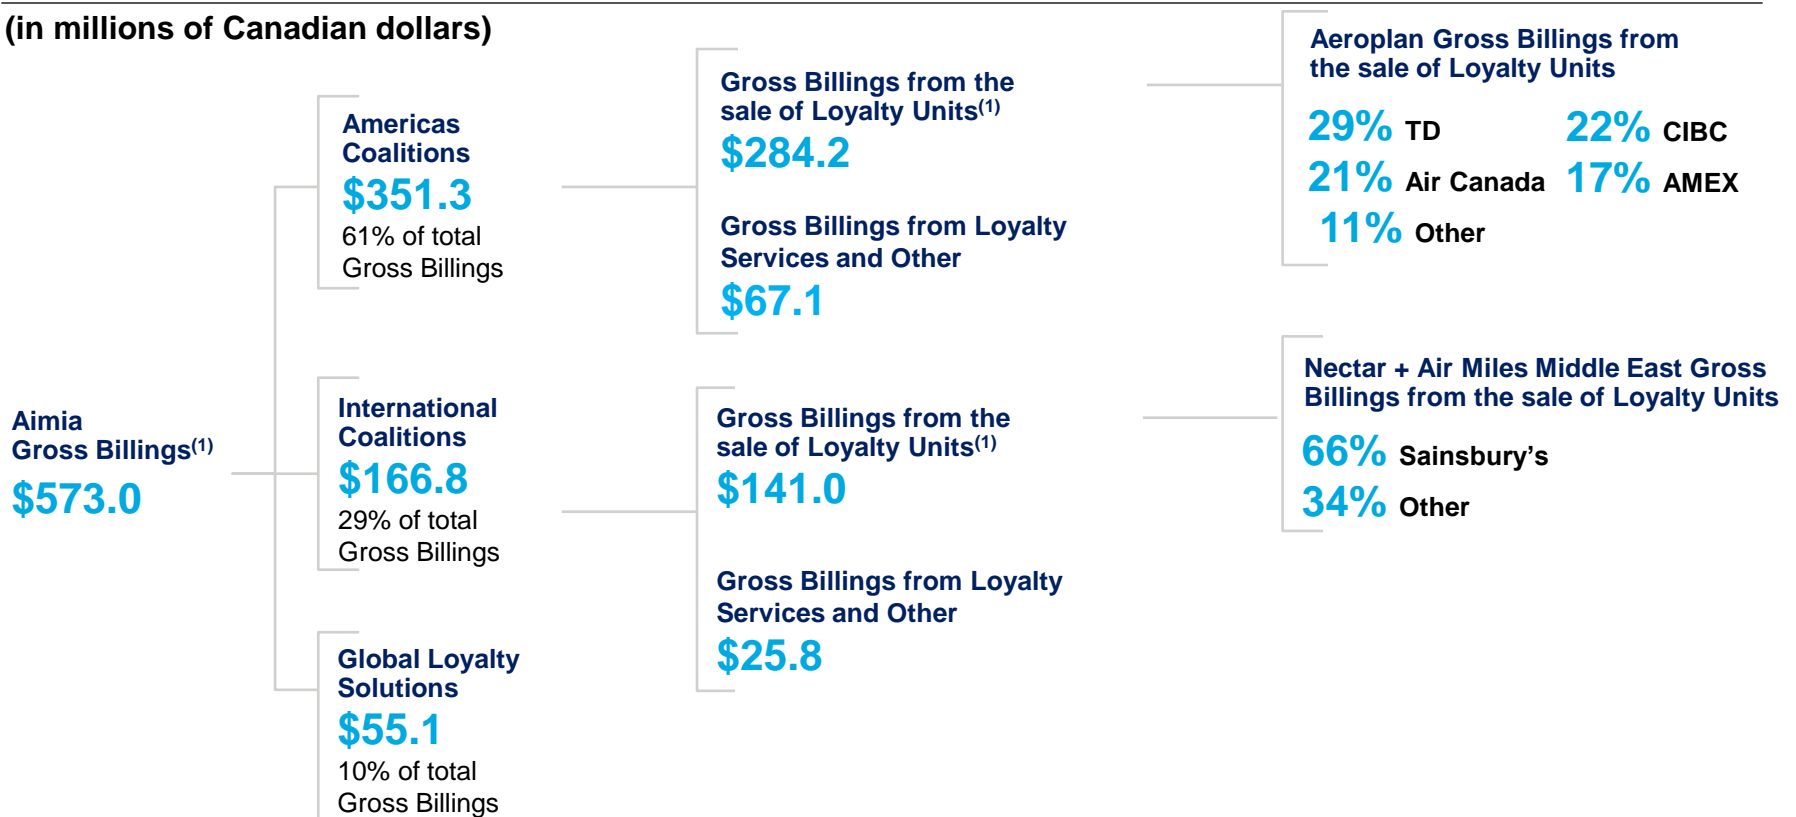 (in millions of Canadian dollars)
Aimia
Gross Billings(1)
$573.0
Americas
Coalitions
$351.3
61% of total
Gross Billings
International
Coalitions
$166.8
29% of total
Gross Billings
Global Loyalty
Solutions
$55.1
10% of total
Gross Billings
Gross Billings from the
sale of Loyalty Units(1)
$284.2
Gross Billings from Loyalty
Services and Other
$67.1
Gross Billings from the
sale of Loyalty Units(1)
$141.0
Gross Billings from Loyalty
Services and Other
$25.8
Aeroplan Gross Billings from
the sale of Loyalty Units
29% TD 22% CIBC
21% Air Canada 17% AMEX
11% Other
Nectar + Air Miles Middle East Gross
Billings from the sale of Loyalty Units
66% Sainsbury’s
34% Other